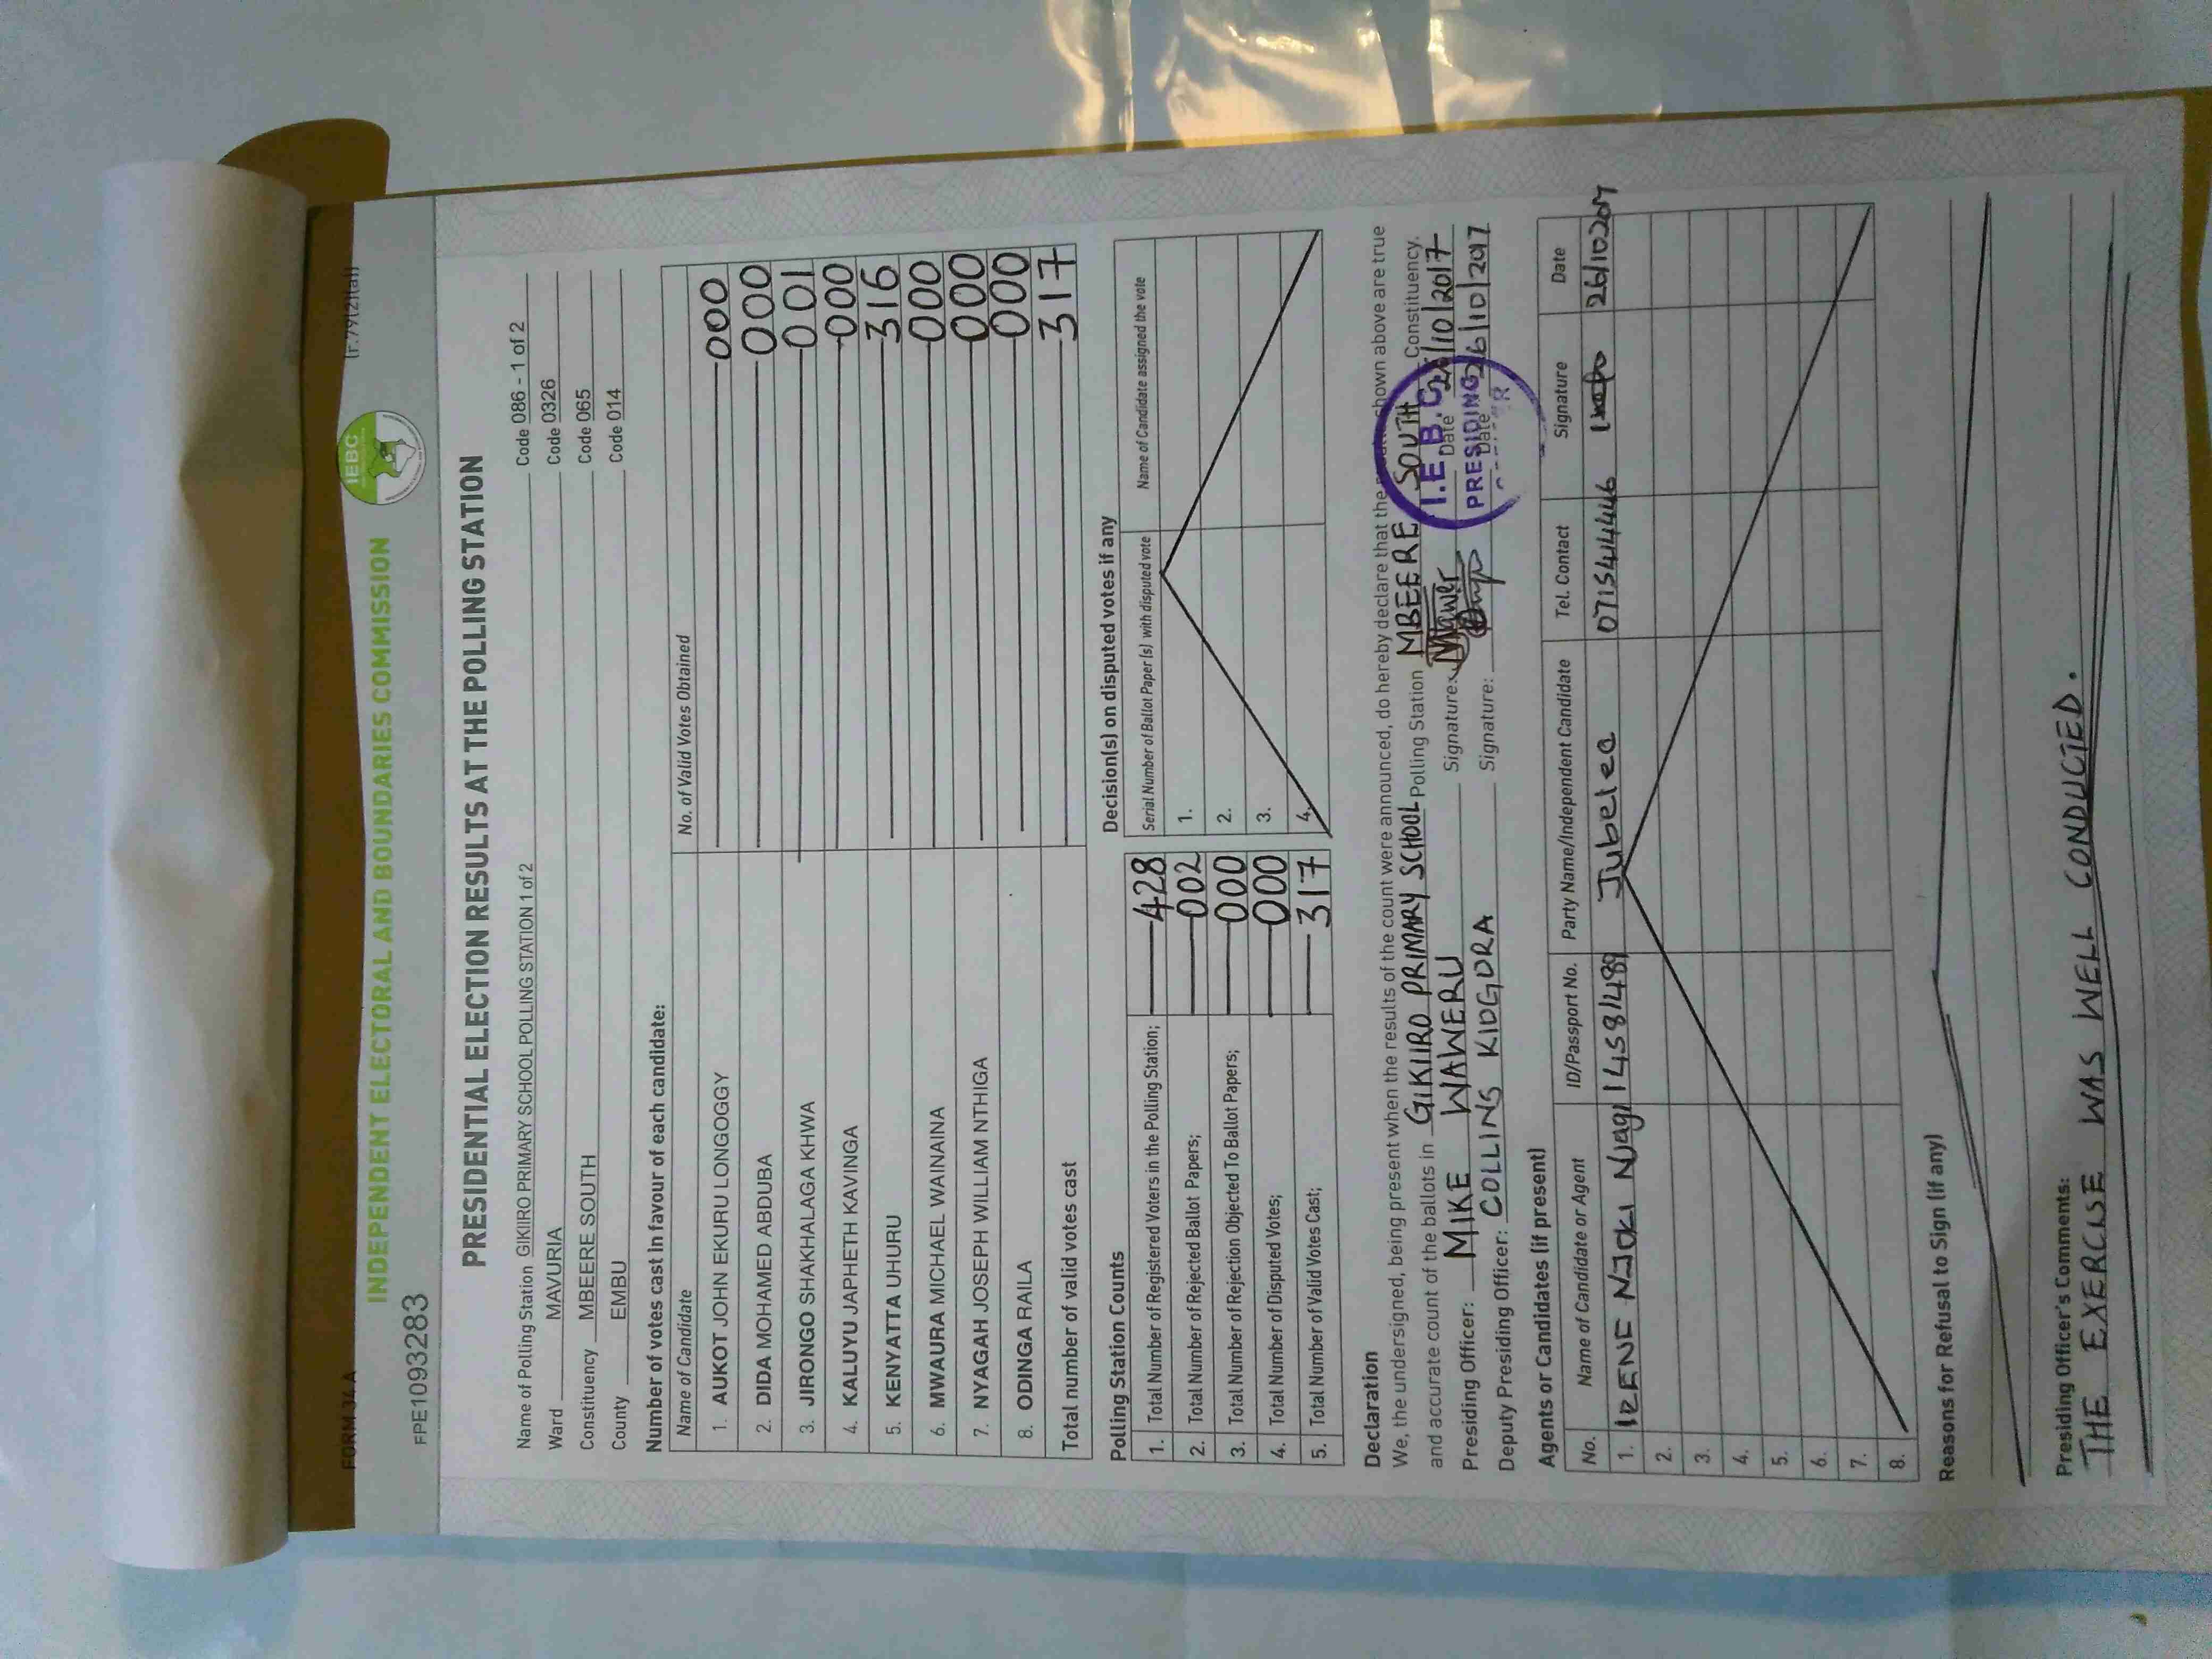 FORM 34 A (r.79(2)(a))
INDEPENDENT ELECTORAL AND BOUNDARIES COMMISSION
IEBC
FPE1093283
PRESIDENTIAL ELECTION RESULTS AT THE POLLING STATION
Name of Polling Station GIKIIRO PRIMARY SCHOOL POLLING STATION 1 of 2 Code 086 - 1 of 2
Ward MAVURIA Code 0326
Constituency MBEERE SOUTH Code 065
County EMBU Code 014
Number of votes cast in favour of each candidate:
Name of Candidate No. of Valid Votes Obtained
1. AUKOT JOHN EKURU LONGOGGY 000
2. DIDA MOHAMED ABDUBA 000
3. JIRONGO SHAKHALAGA KHWA 001
4. KALUYU JAPHETH KAVINGA 000
5. KENYATTA UHURU 316
6. MWAURA MICHAEL WAINAINA 000
7. NYAGAH JOSEPH WILLIAM NTHIGA 000
8. ODINGA RAILA 000
Total number of valid votes cast 317
Polling Station Counts
1. Total Number of Registered Voters in the Polling Station; 428
2. Total Number of Rejected Ballot Papers; 002
3. Total Number of Rejection Objected To Ballot Papers; 000
4. Total Number of Disputed Votes; 000
5. Total Number of Valid Votes Cast; 317
Decision(s) on disputed votes if any
Serial Number of Ballot Paper (s) with disputed vote Name of Candidate assigned the vote
1.
2.
3.
4.
Declaration
We, the undersigned, being present when the results of the count were announced, do hereby declare that the shown above are true
and accurate count of the ballots in GIKIIRO PRIMARY SCHOOL Polling Station MBEERE SOUTH Constituency.
Presiding Officer: MIKE WAWERU Signature: Date 26/10/2017
Deputy Presiding Officer: COLLINS KIDGORA Signature: Date 26/10/2017
I.E.B.C.
PRESIDING
Agents or Candidates (if present)
No. Name of Candidate or Agent ID/Passport No. Party Name/Independent Candidate Tel. Contact Signature Date
1. IRENE NJOKI Njagi 14581489 Jubelee 0715444446 26/10/2017
2.
3.
4.
5.
6.
7.
8.
Reasons for Refusal to Sign (if any)
Presiding Officer's Comments:
THE EXERCISE WAS WELL CONDUCTED.